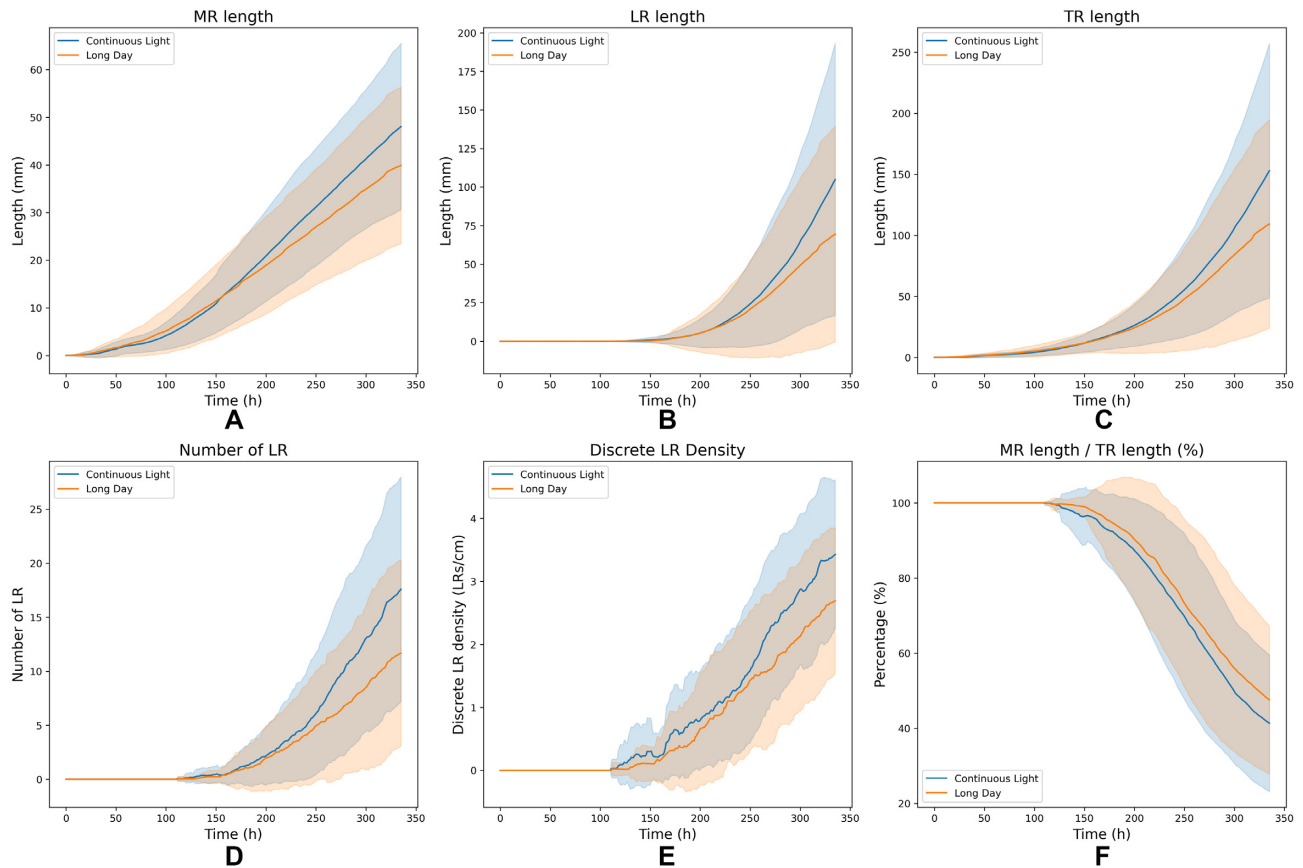 MR length
Continuous Light
Long Day
Length (mm)
60
50
40
30
20
10
0
0 50 100 150 200 250 300 350
Time (h)
A
LR length
Continuous Light
Long Day
Length (mm)
200
175
150
125
100
75
50
25
0
0 50 100 150 200 250 300 350
Time (h)
B
TR length
Continuous Light
Long Day
Length (mm)
250
200
150
100
50
0
0 50 100 150 200 250 300 350
Time (h)
C
Number of LR
Continuous Light
Long Day
Number of LR
25
20
15
10
5
0
0 50 100 150 200 250 300 350
Time (h)
D
Discrete LR Density
Continuous Light
Long Day
Discrete LR density (LRs/cm)
4
3
2
1
0
0 50 100 150 200 250 300 350
Time (h)
E
MR length / TR length (%)
Percentage (%)
100
80
60
40
20
Continuous Light
Long Day
0 50 100 150 200 250 300 350
Time (h)
F